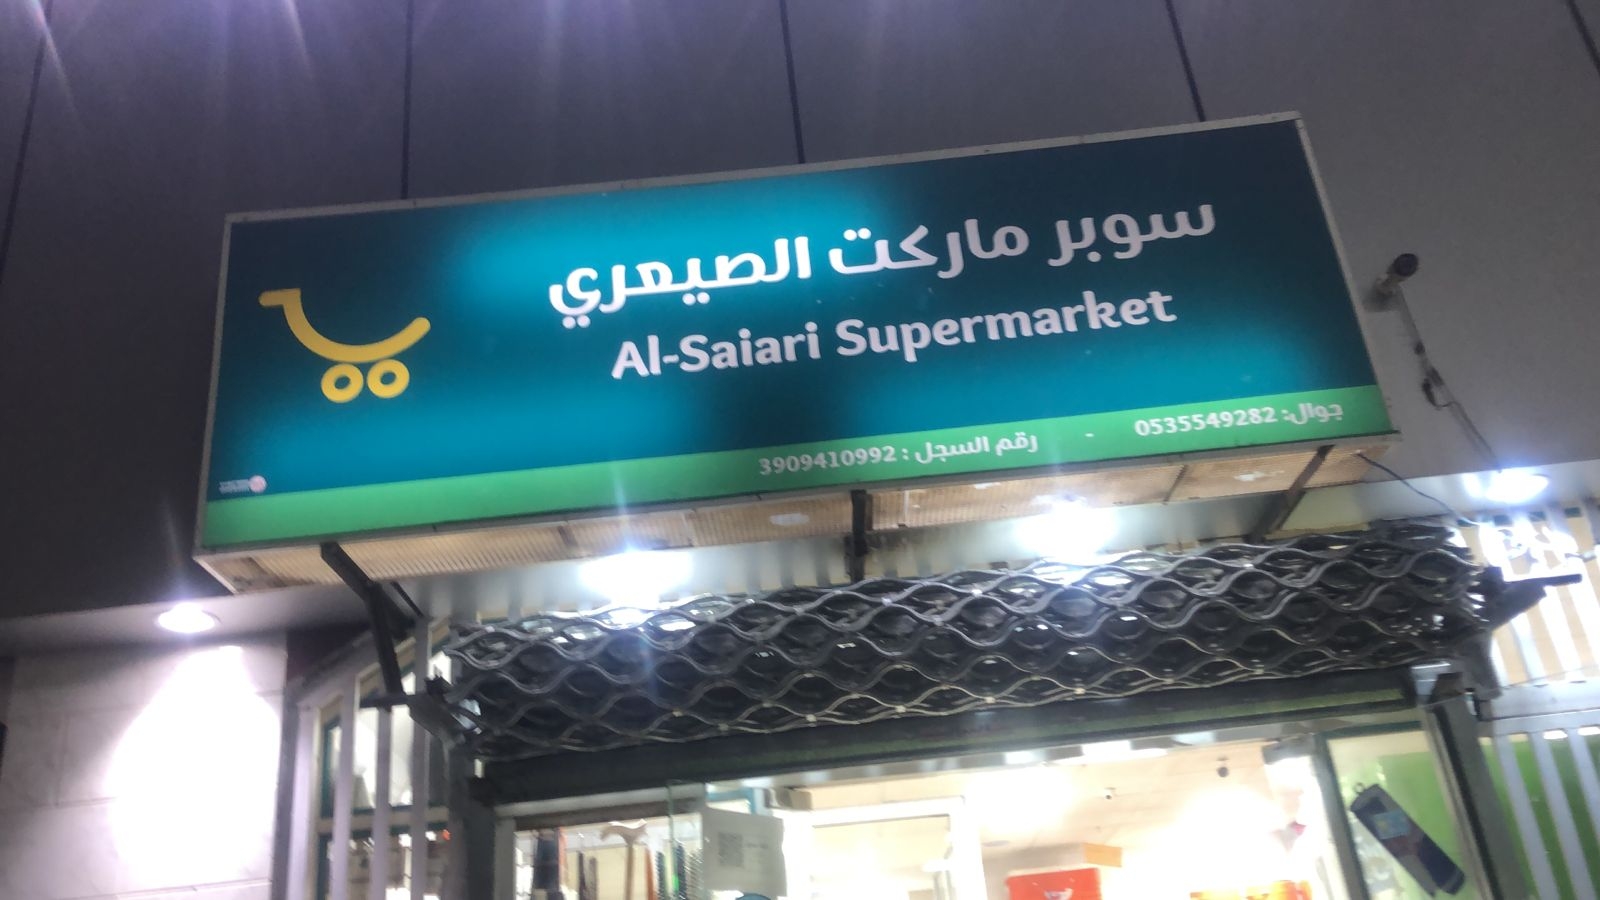 سوبر ماركت الصيعري
Al-Saiari Supermarket
جوال: 0535549282 - رقم السجل : 3909410992